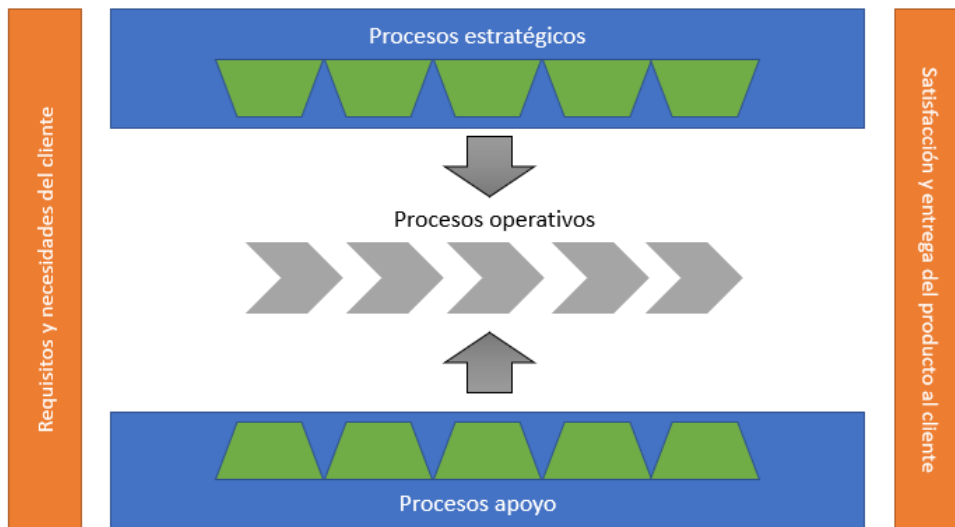 Requisitos y necesidades del cliente
Procesos estratégicos
Procesos operativos
Procesos apoyo
Satisfacción y entrega del producto al cliente